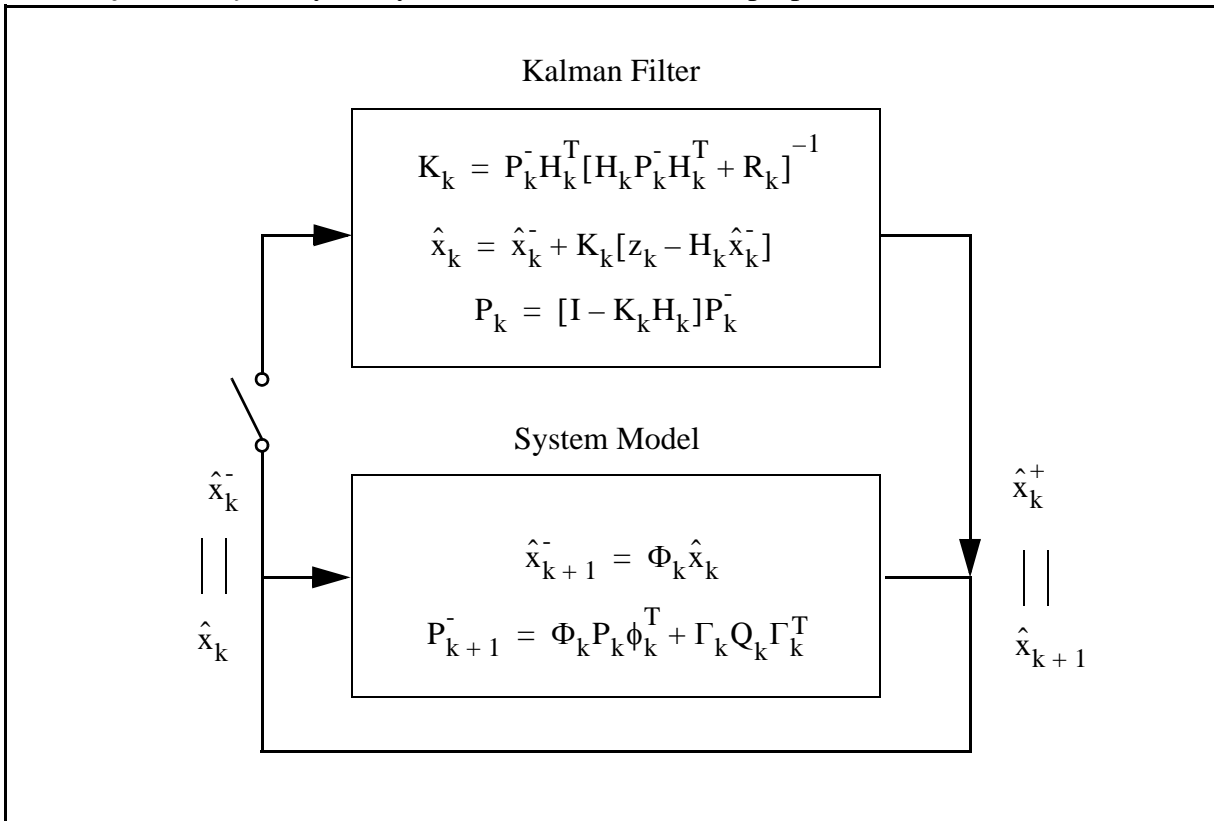 Kalman Filter
K_k = P_k^- H_k^T [H_k P_k^- H_k^T + R_k]^{–1}
x̂_k = x̂_k^- + K_k [z_k – H_k x̂_k^-]
P_k = [I – K_k H_k] P_k^-
System Model
x̂_k^-
x̂_k
x̂_{k + 1}^- = Φ_k x̂_k
P_{k + 1}^- = Φ_k P_k ϕ_k^T + Γ_k Q_k Γ_k^T
x̂_k^+
x̂_{k + 1}